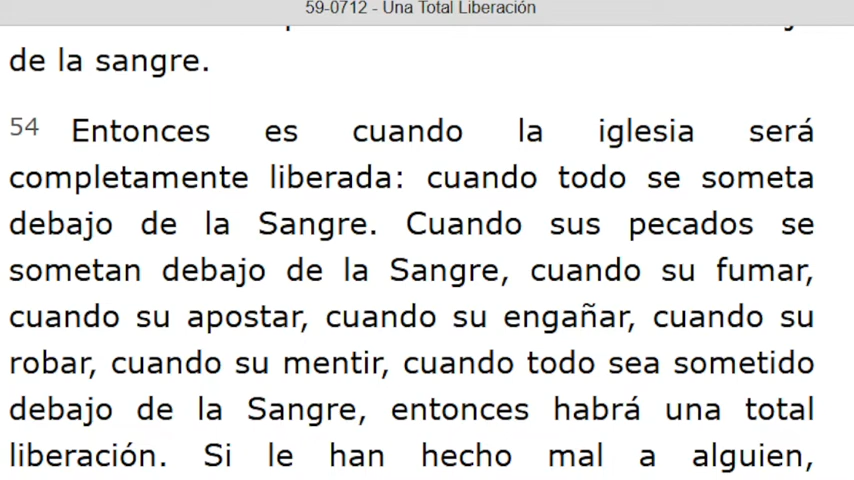 59-0712 - Una Total Liberación
de la sangre.
54 Entonces es cuando la iglesia será
completamente liberada: cuando todo se someta
debajo de la Sangre. Cuando sus pecados se
sometan debajo de la Sangre, cuando su fumar,
cuando su apostar, cuando su engañar, cuando su
robar, cuando su mentir, cuando todo sea sometido
debajo de la Sangre, entonces habrá una total
liberación. Si le han hecho mal a alguien,